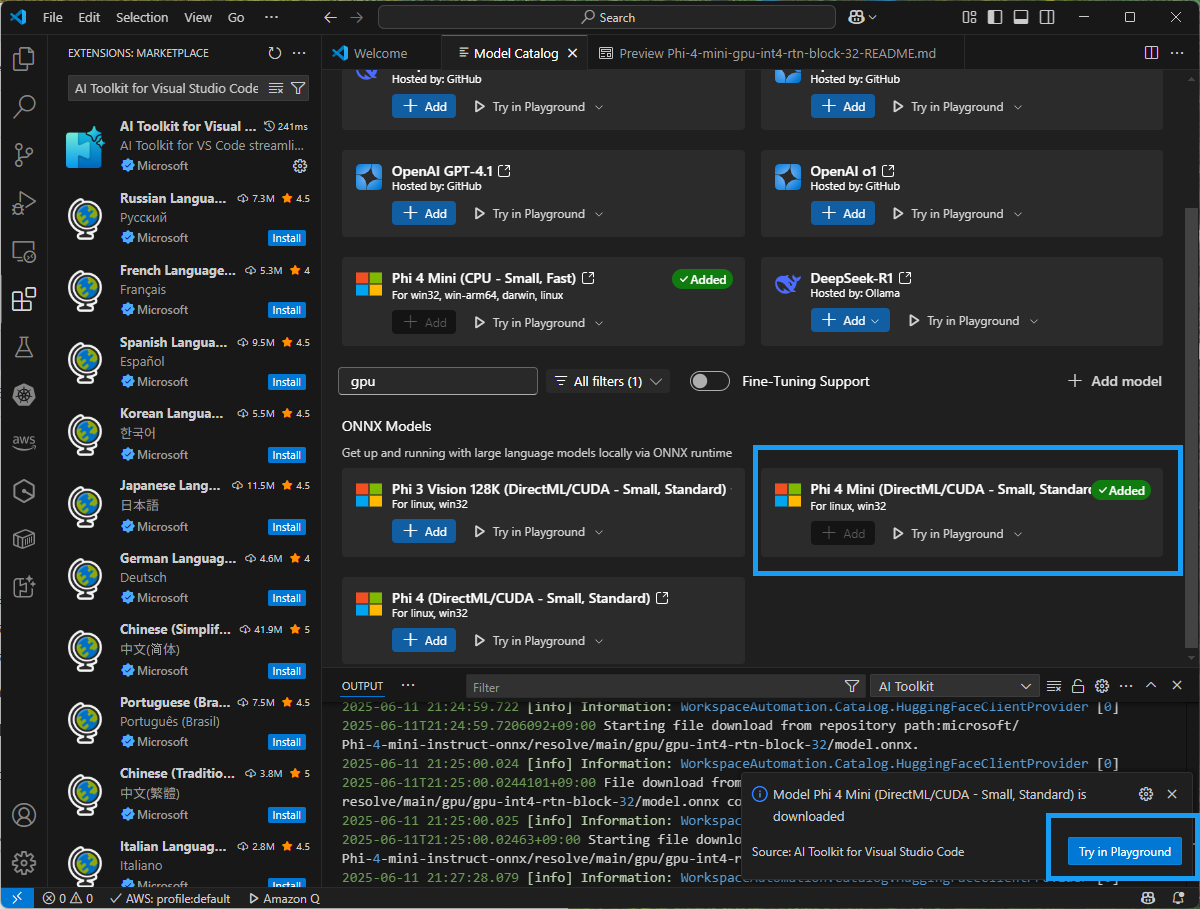 File Edit Selection View Go ··· Search
EXTENSIONS: MARKETPLACE
AI Toolkit for Visual Studio Code
AI Toolkit for Visual ... 241ms
AI Toolkit for VS Code streamli...
Microsoft
Russian Langua... 7.3M 4.5
Русский
Microsoft Install
French Language... 5.3M 4
Français
Microsoft Install
Spanish Langua... 9.5M 4.5
Español
Microsoft Install
Korean Langua... 5.5M 4.5
한국어
Microsoft Install
Japanese Lang... 11.5M 4.5
日本語
Microsoft Install
German Languag... 4.6M 4
Deutsch
Microsoft Install
Chinese (Simplif... 41.9M 5
中文(简体)
Microsoft Install
Portuguese (Bra... 7.5M 4.5
Português (Brasil)
Microsoft Install
Chinese (Traditio... 3.8M 5
中文(繁體)
Microsoft Install
Italian Languag... 2.8M 4.5
Italiano
Microsoft Install
Welcome Model Catalog Preview Phi-4-mini-gpu-int4-rtn-block-32-README.md
Hosted by: GitHub
Add Try in Playground
Hosted by: GitHub
Add Try in Playground
OpenAI GPT-4.1
Hosted by: GitHub
Add Try in Playground
OpenAI o1
Hosted by: GitHub
Add Try in Playground
Phi 4 Mini (CPU - Small, Fast) Added
For win32, win-arm64, darwin, linux
Add Try in Playground
DeepSeek-R1
Hosted by: Ollama
Add Try in Playground
gpu All filters (1) Fine-Tuning Support Add model
ONNX Models
Get up and running with large language models locally via ONNX runtime
Phi 3 Vision 128K (DirectML/CUDA - Small, Standard)
For linux, win32
Add Try in Playground
Phi 4 Mini (DirectML/CUDA - Small, Standar Added
For linux, win32
Add Try in Playground
Phi 4 (DirectML/CUDA - Small, Standard)
For linux, win32
Add Try in Playground
OUTPUT ··· Filter AI Toolkit
2025-06-11 21:24:59.722 [info] Information: WorkspaceAutomation.Catalog.HuggingFaceClientProvider [0]
2025-06-11T21:24:59.7206092+09:00 Starting file download from repository path:microsoft/
Phi-4-mini-instruct-onnx/resolve/main/gpu/gpu-int4-rtn-block-32/model.onnx.
2025-06-11 21:25:00.024 [info] Information: WorkspaceAutomation.Catalog.HuggingFaceClientProvider [0]
2025-06-11T21:25:00.0244101+09:00 File download from
resolve/main/gpu/gpu-int4-rtn-block-32/model.onnx co
2025-06-11 21:25:00.025 [info] Information: Workspac
2025-06-11T21:25:00.02463+09:00 Starting file downlo
Phi-4-mini-instruct-onnx/resolve/main/gpu/gpu-int4-r
2025-06-11 21:27:28.079 [info] Information: WorkspaceAutomation.Catalog.HuggingFaceClientProvider [0]
Model Phi 4 Mini (DirectML/CUDA - Small, Standard) is
downloaded
Source: AI Toolkit for Visual Studio Code Try in Playground
0 0 AWS: profile:default Amazon Q
aws